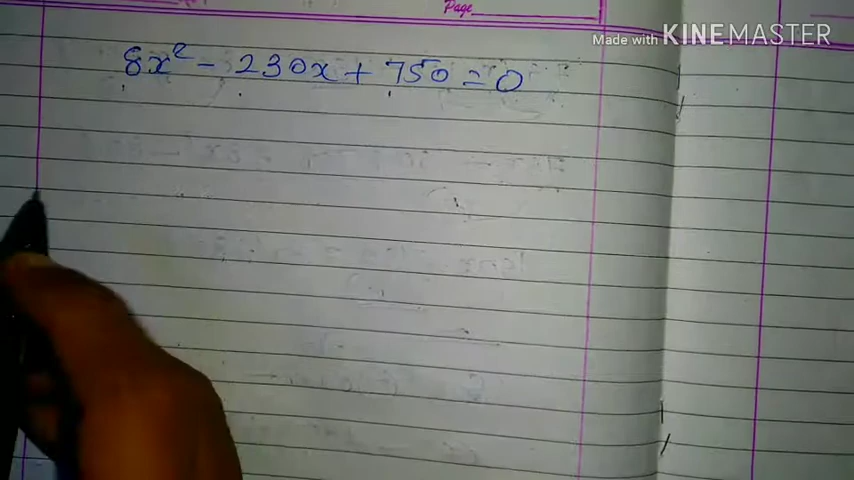 Page
Made with KINEMASTER
8x² - 230x + 750 = 0